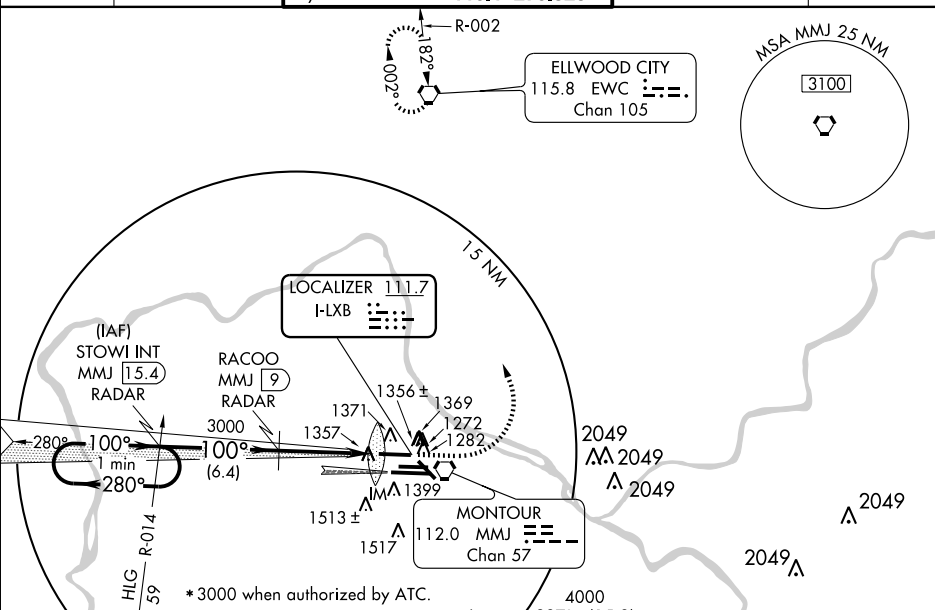 R-002
182°
002°
ELLWOOD CITY
115.8 EWC
Chan 105
MSA MMJ 25 NM
3100
15 NM
LOCALIZER 111.7
I-LXB
(IAF)
STOWI INT
MMJ 15.4
RADAR
RACOO
MMJ 9
RADAR
1356 ±
1369
1371
1272
1357
1282
3000
280°
100°
100°
1 min
(6.4)
280°
2049
2049
2049
IM
1399
1513 ±
1517
MONTOUR
112.0 MMJ
Chan 57
2049
2049
HLG R-014
59
* 3000 when authorized by ATC.
4000